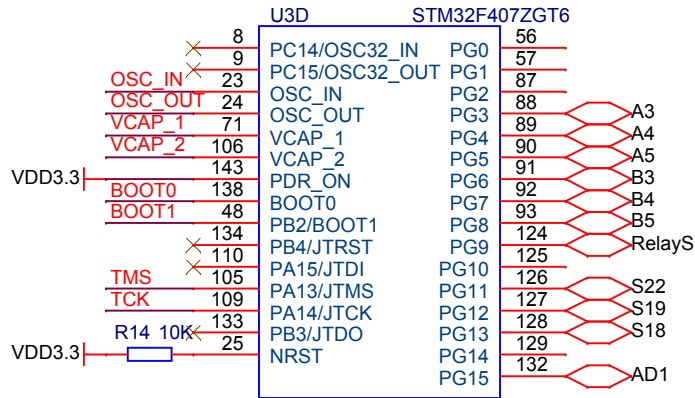 U3D STM32F407ZGT6
8 PC14/OSC32_IN PG0 56
9 PC15/OSC32_OUT PG1 57
OSC_IN 23 OSC_IN PG2 87
OSC_OUT 24 OSC_OUT PG3 88 A3
VCAP_1 71 VCAP_1 PG4 89 A4
VCAP_2 106 VCAP_2 PG5 90 A5
VDD3.3 143 PDR_ON PG6 91 B3
BOOT0 138 BOOT0 PG7 92 B4
BOOT1 48 PB2/BOOT1 PG8 93 B5
134 PB4/JTRST PG9 124 RelayS
110 PA15/JTDI PG10 125
TMS 105 PA13/JTMS PG11 126 S22
TCK 109 PA14/JTCK PG12 127 S19
133 PB3/JTDO PG13 128 S18
VDD3.3 R14 10K 25 NRST PG14 129
PG15 132 AD1